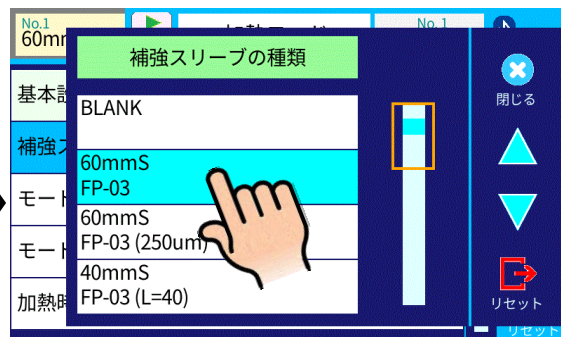 No.1
60mm
No. 1
補強スリーブの種類
閉じる
基本設
BLANK
補強ス
60mmS
FP-03
モード
60mmS
FP-03 (250um)
モード
40mmS
FP-03 (L=40)
加熱時
リセット
リセット